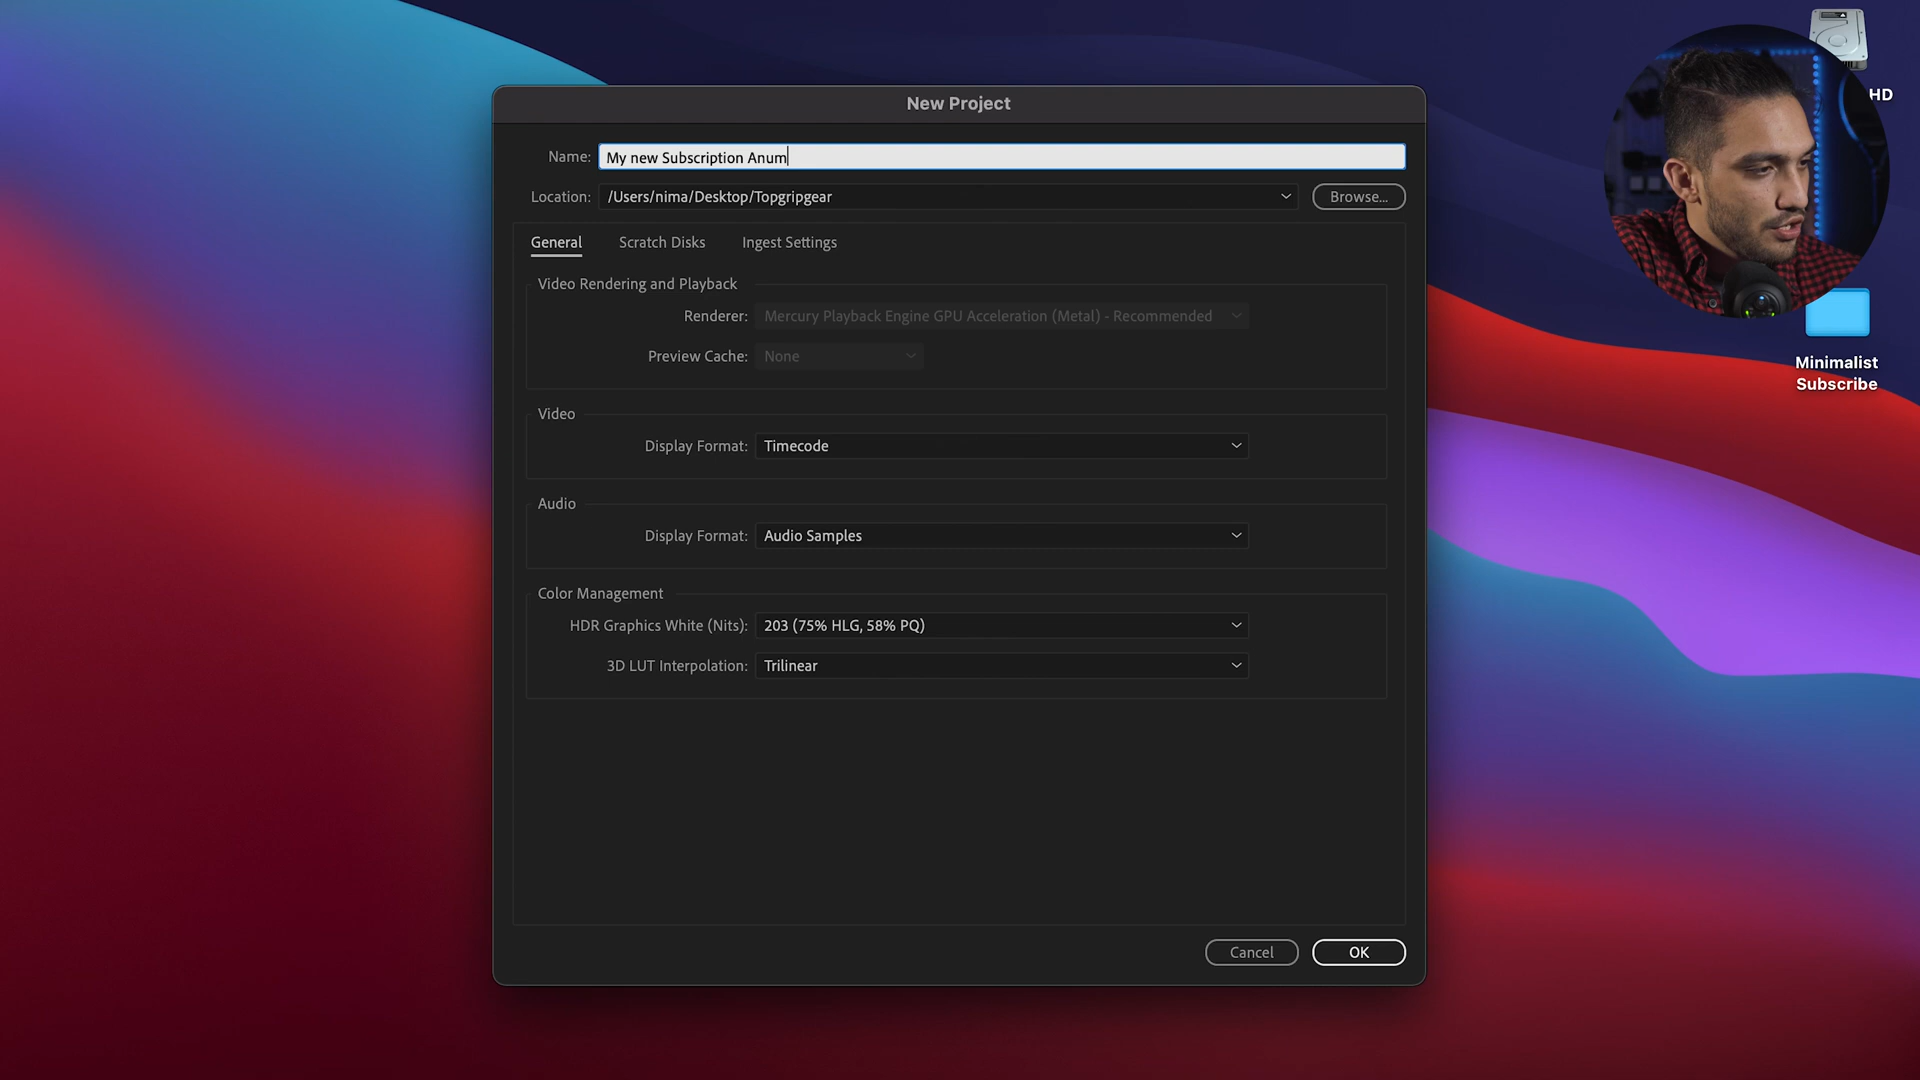 New Project
Name: My new Subscription Anum
Location: /Users/nima/Desktop/Topgripgear Browse...
General Scratch Disks Ingest Settings
Video Rendering and Playback
Renderer: Mercury Playback Engine GPU Acceleration (Metal) - Recommended
Preview Cache: None
Video
Display Format: Timecode
Audio
Display Format: Audio Samples
Color Management
HDR Graphics White (Nits): 203 (75% HLG, 58% PQ)
3D LUT Interpolation: Trilinear
Cancel OK
HD
Minimalist
Subscribe